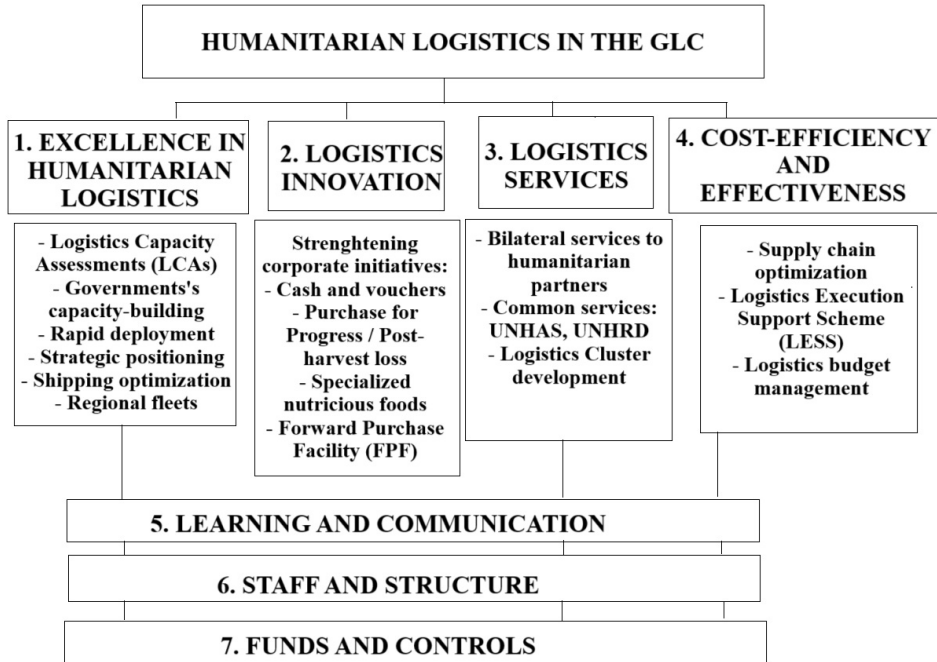 HUMANITARIAN LOGISTICS IN THE GLC
1. EXCELLENCE IN
HUMANITARIAN
LOGISTICS
- Logistics Capacity
Assessments (LCAs)
- Governments's
capacity-building
- Rapid deployment
- Strategic positioning
- Shipping optimization
- Regional fleets
2. LOGISTICS
INNOVATION
Strenghtening
corporate initiatives:
- Cash and vouchers
- Purchase for
Progress / Post-
harvest loss
- Specialized
nutricious foods
- Forward Purchase
Facility (FPF)
3. LOGISTICS
SERVICES
- Bilateral services to
humanitarian
partners
- Common services:
UNHAS, UNHRD
- Logistics Cluster
development
4. COST-EFFICIENCY
AND
EFFECTIVENESS
- Supply chain
optimization
- Logistics Execution
Support Scheme
(LESS)
- Logistics budget
management
5. LEARNING AND COMMUNICATION
6. STAFF AND STRUCTURE
7. FUNDS AND CONTROLS